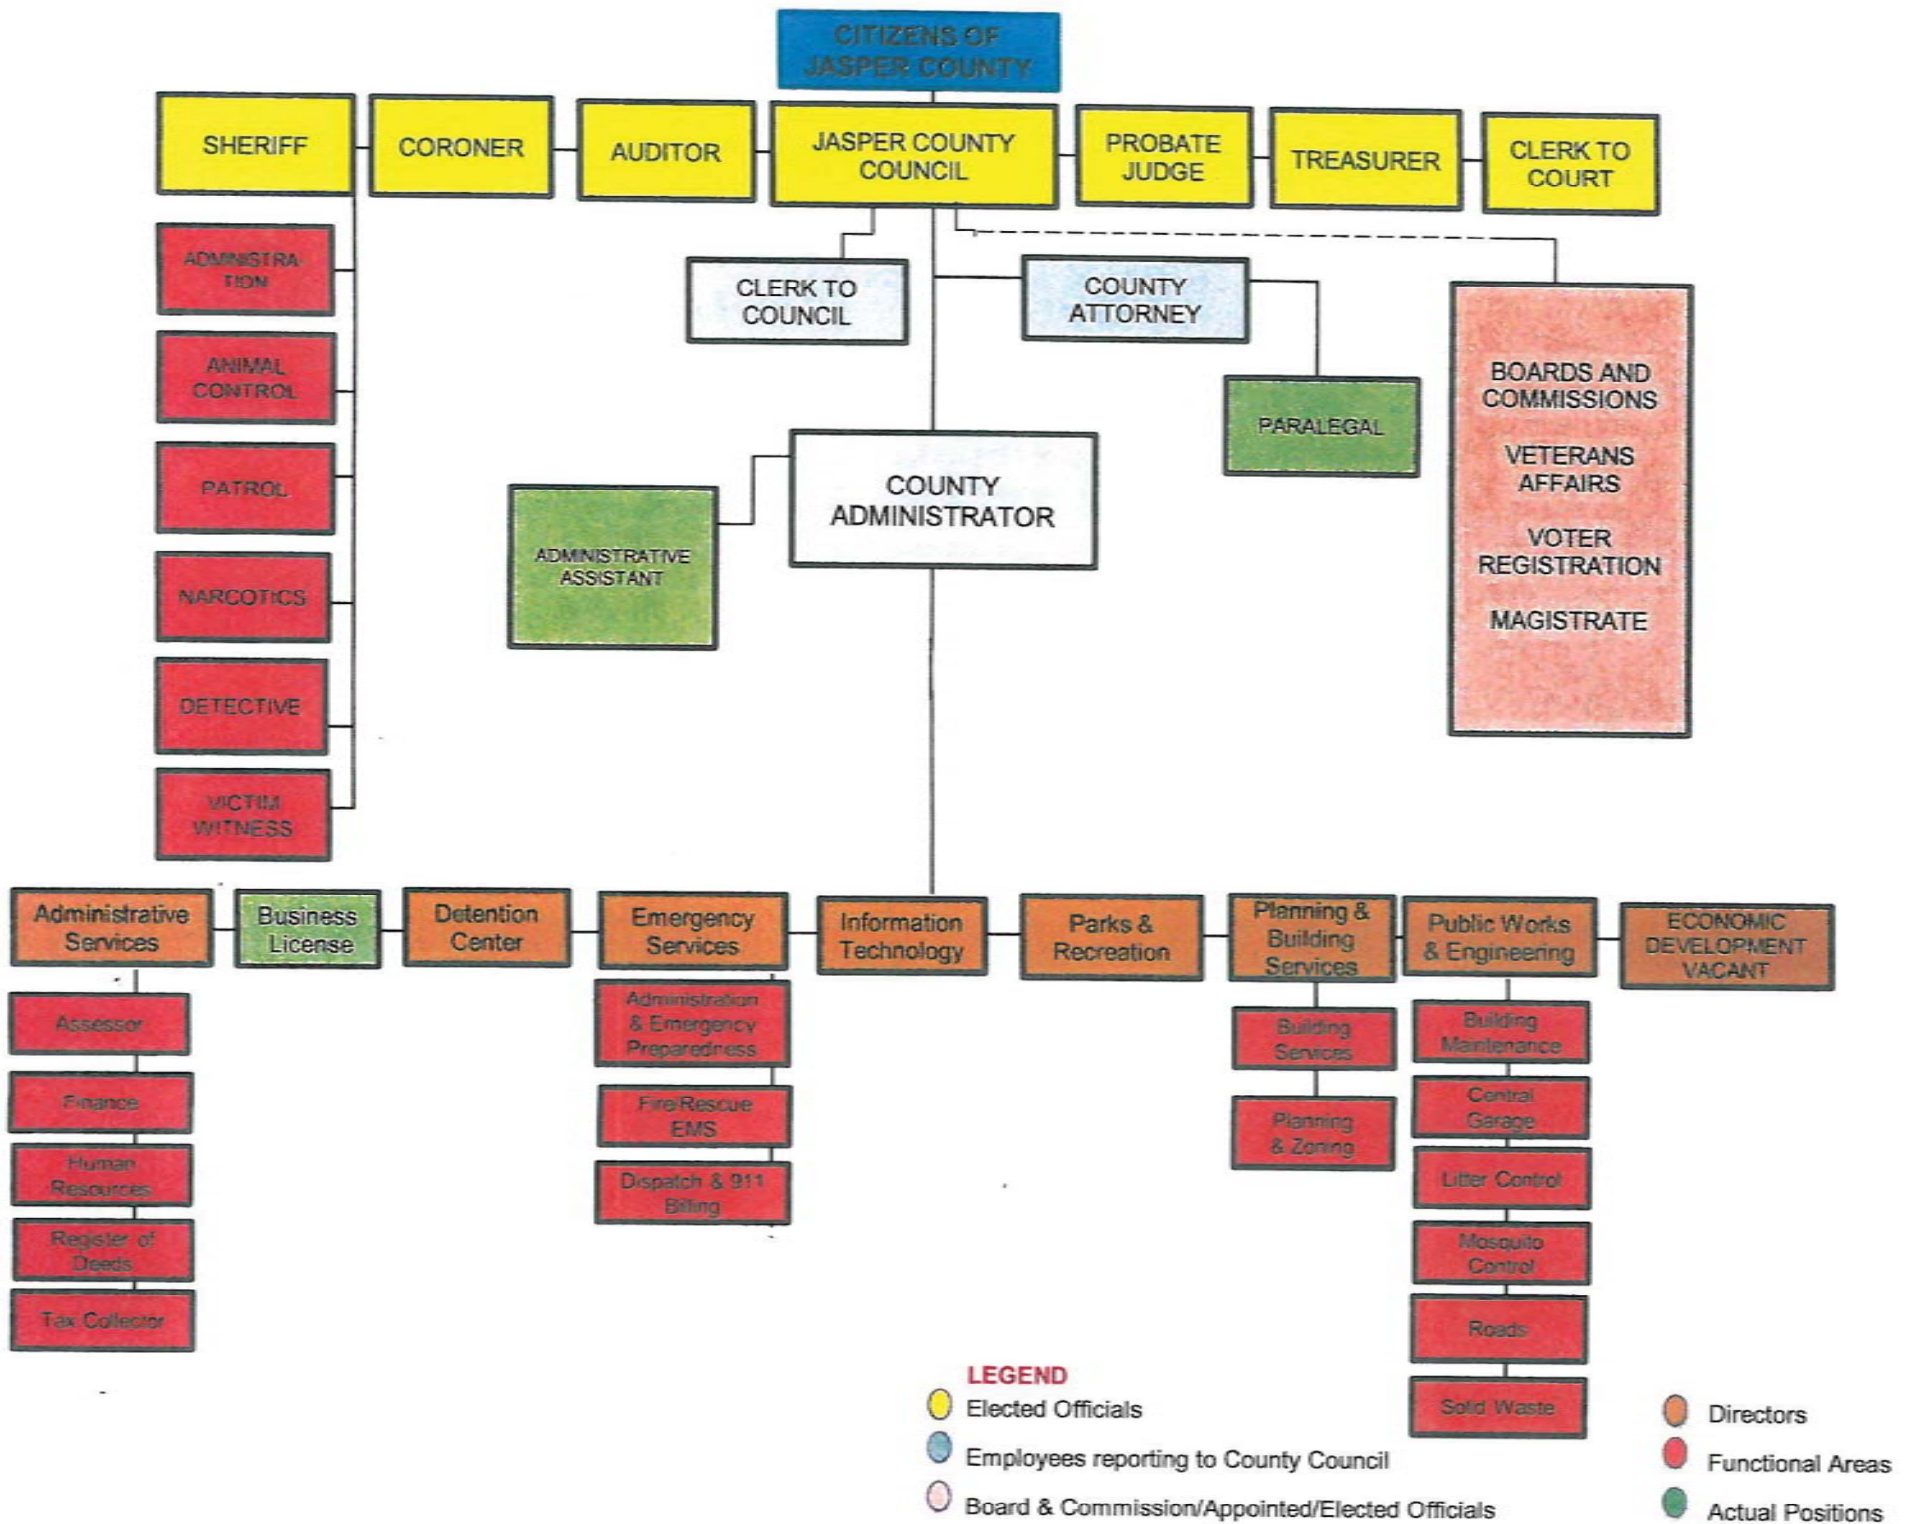 CITIZENS OF
JASPER COUNTY
SHERIFF
CORONER
AUDITOR
JASPER COUNTY
COUNCIL
PROBATE
JUDGE
TREASURER
CLERK TO
COURT
ADMINISTRA-
TION
ANIMAL
CONTROL
PATROL
NARCOTICS
DETECTIVE
VICTIM
WITNESS
CLERK TO
COUNCIL
COUNTY
ATTORNEY
PARALEGAL
BOARDS AND
COMMISSIONS
VETERANS
AFFAIRS
VOTER
REGISTRATION
MAGISTRATE
COUNTY
ADMINISTRATOR
ADMINISTRATIVE
ASSISTANT
Administrative
Services
Business
License
Detention
Center
Emergency
Services
Information
Technology
Parks &
Recreation
Planning &
Building
Services
Public Works
& Engineering
ECONOMIC
DEVELOPMENT
VACANT
Assessor
Finance
Human
Resources
Register of
Deeds
Tax Collector
Administration
& Emergency
Preparedness
Fire/Rescue
EMS
Dispatch & 911
Billing
Building
Services
Planning
& Zoning
Building
Maintenance
Central
Garage
Litter Control
Mosquito
Control
Roads
Solid Waste
LEGEND
Elected Officials
Employees reporting to County Council
Board & Commission/Appointed/Elected Officials
Directors
Functional Areas
Actual Positions